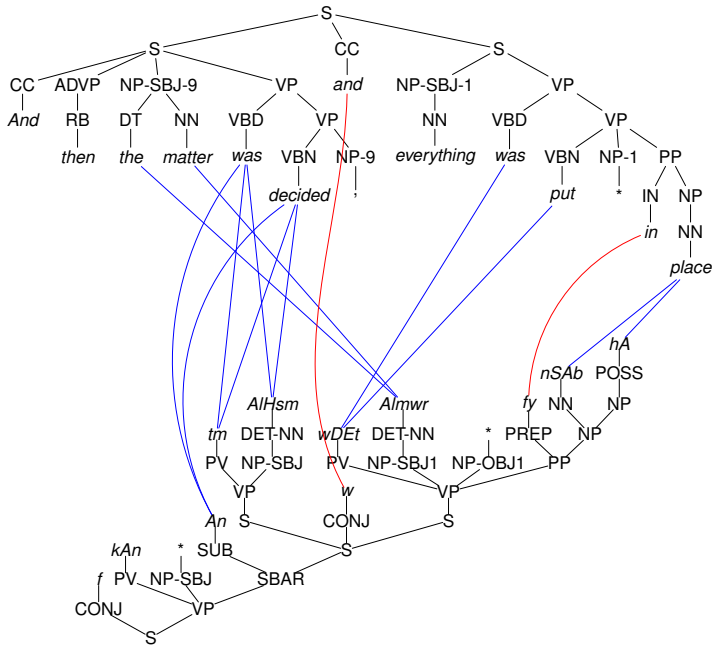 S
S CC S
CC ADVP NP-SBJ-9 VP and NP-SBJ-1 VP
And RB DT NN VBD VP NN VBD VP
then the matter was VBN NP-9 everything was VBN NP-1 PP
decided , put * IN NP
in NN
place
hA
nSAb POSS
AlHsm Almwr fy NN NP
tm DET-NN wDEt DET-NN * PREP NP
PV NP-SBJ PV NP-SBJ1 NP-OBJ1 PP
VP w VP
An S CONJ S
kAn * SUB S
f PV NP-SBJ SBAR
CONJ VP
S